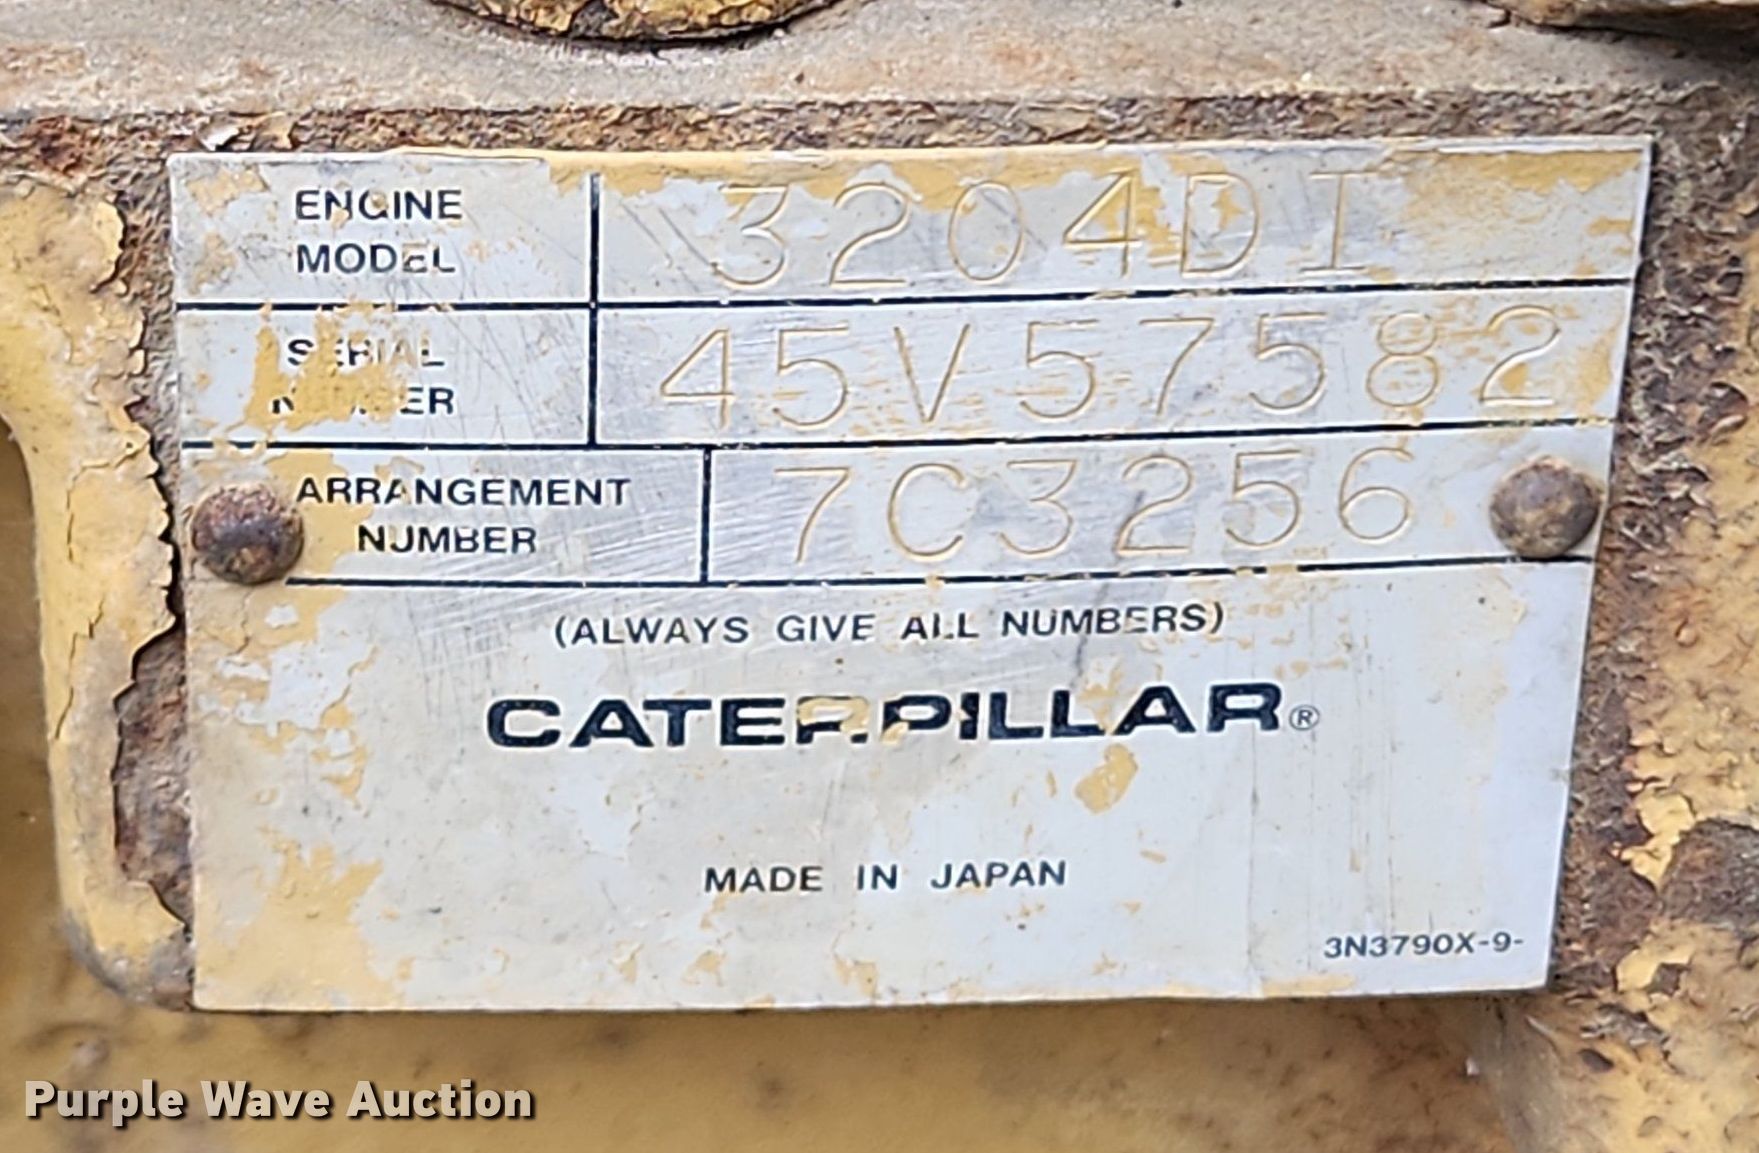 ENGINE
MODEL
3204DI
SERIAL
NUMBER
45V57582
ARRANGEMENT
NUMBER
7C3256
(ALWAYS GIVE ALL NUMBERS)
CATERPILLAR®
MADE IN JAPAN
3N3790X-9-
Purple Wave Auction